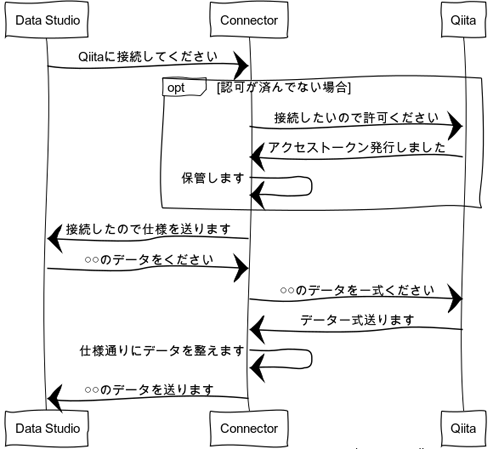 Data Studio Connector Qiita
Qiitaに接続してください
opt [認可が済んでない場合]
接続したいので許可ください
アクセストークン発行しました
保管します
接続したので仕様を送ります
○○のデータをください
○○のデータを一式ください
データ一式送ります
仕様通りにデータを整えます
○○のデータを送ります
Data Studio Connector Qiita